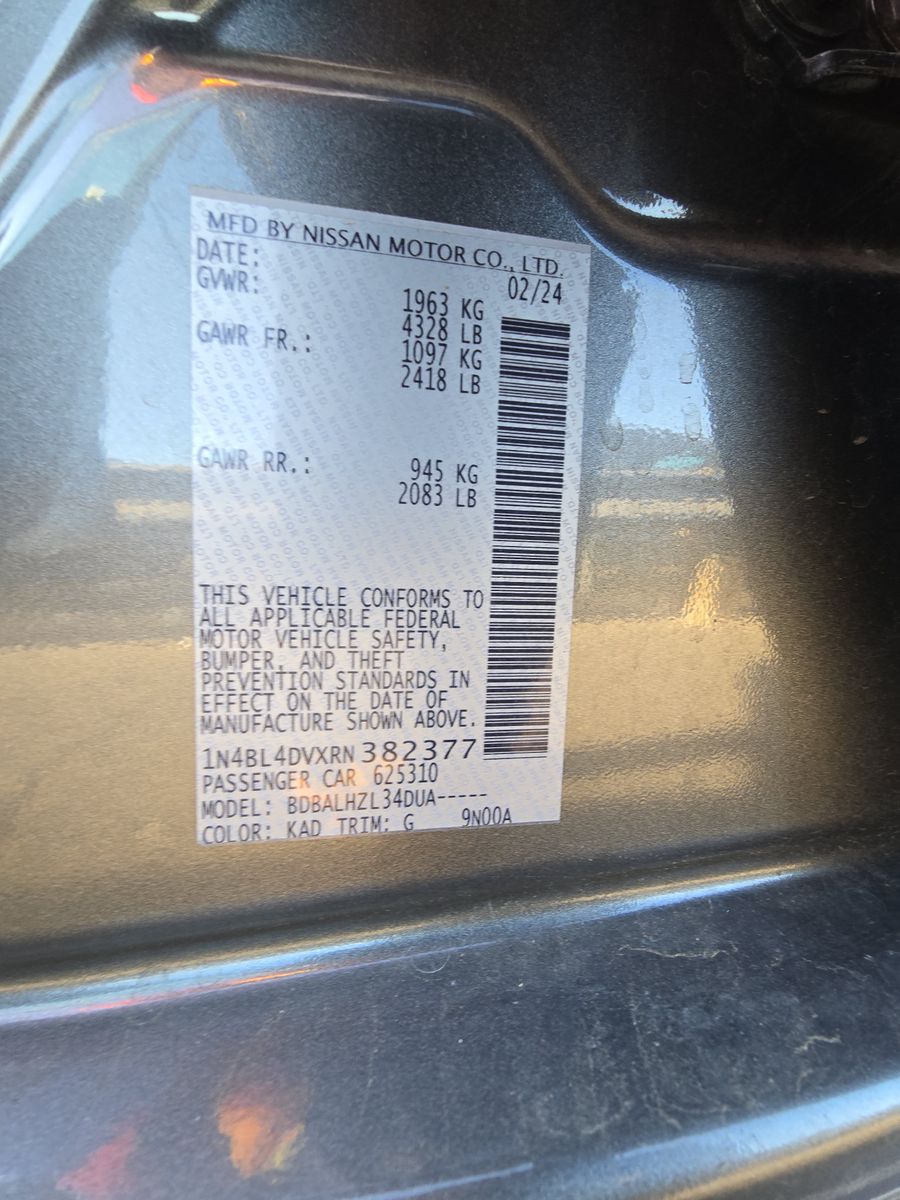 MFD BY NISSAN MOTOR CO., LTD.
DATE: 02/24
GVWR: 1963 KG
4328 LB
GAWR FR.: 1097 KG
2418 LB
GAWR RR.: 945 KG
2083 LB
THIS VEHICLE CONFORMS TO
ALL APPLICABLE FEDERAL
MOTOR VEHICLE SAFETY,
BUMPER, AND THEFT
PREVENTION STANDARDS IN
EFFECT ON THE DATE OF
MANUFACTURE SHOWN ABOVE.
1N4BL4DVXRN382377
PASSENGER CAR 625310
MODEL: BDBALHZL34DUA-----
COLOR: KAD TRIM: G 9N00A